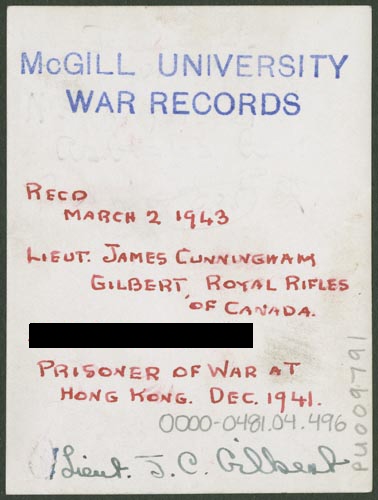 McGILL UNIVERSITY
WAR RECORDS
RECD
MARCH 2 1943
LIEUT. JAMES CUNNINGHAM
GILBERT, ROYAL RIFLES
OF CANADA.
PRISONER OF WAR AT
HONG KONG. DEC. 1941.
0000-0481.04.496
Lieut. J. C. Gilbert
PU009791